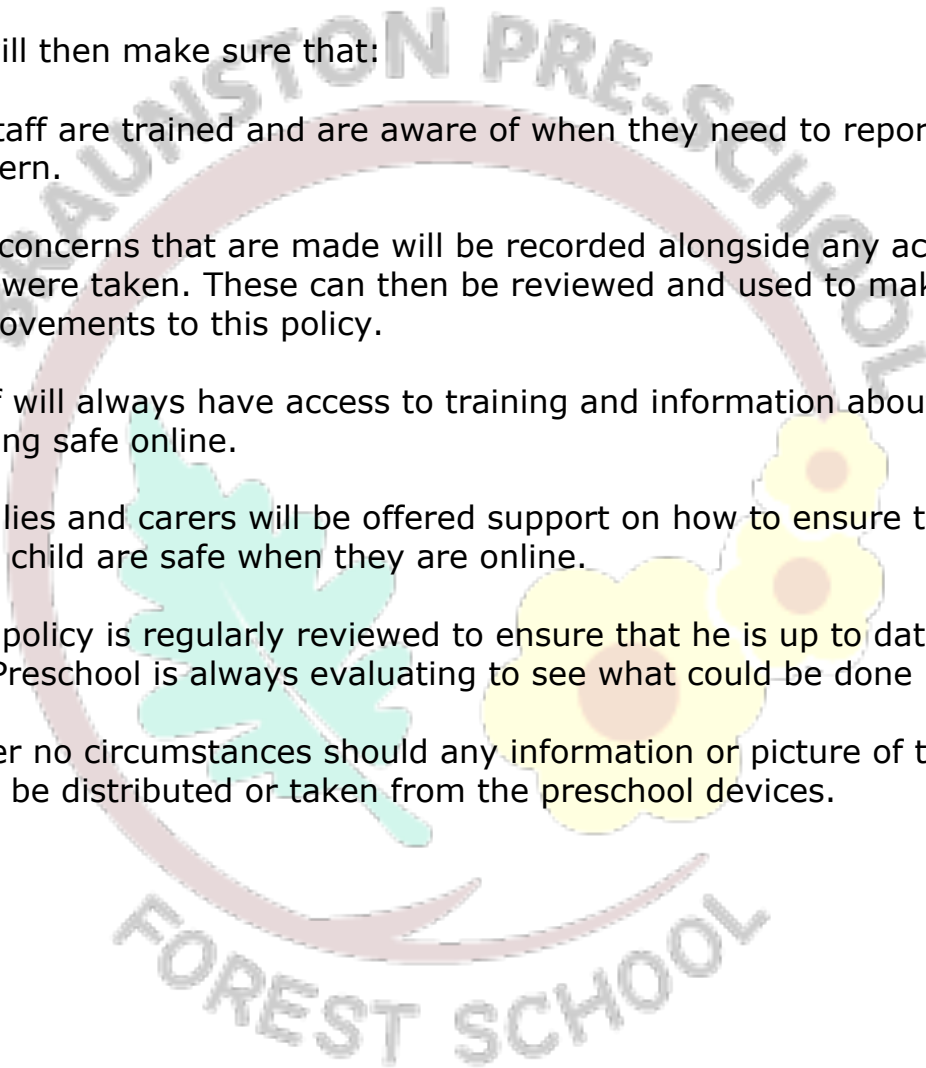 ill then make sure that:
taff are trained and are aware of when they need to repor
ern.
concerns that are made will be recorded alongside any ac
were taken. These can then be reviewed and used to mak
ovements to this policy.
f will always have access to training and information abou
ng safe online.
lies and carers will be offered support on how to ensure t
child are safe when they are online.
policy is regularly reviewed to ensure that he is up to dat
Preschool is always evaluating to see what could be done
er no circumstances should any information or picture of t
be distributed or taken from the preschool devices.
BRAUNSTON PRE-SCHOOL
FOREST SCHOOL